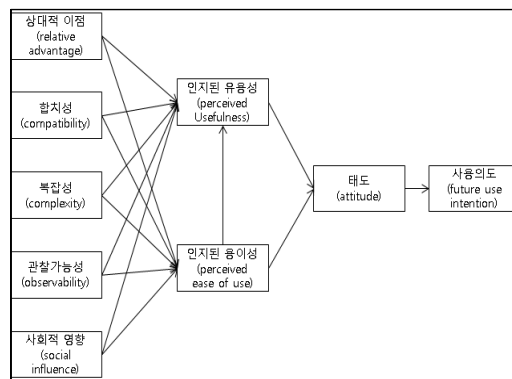 상대적 이점
(relative
advantage)
합치성
(compatibility)
복잡성
(complexity)
관찰가능성
(observability)
사회적 영향
(social
influence)
인지된 유용성
(perceived
Usefulness)
인지된 용이성
(perceived
ease of use)
태도
(attitude)
사용의도
(future use
intention)